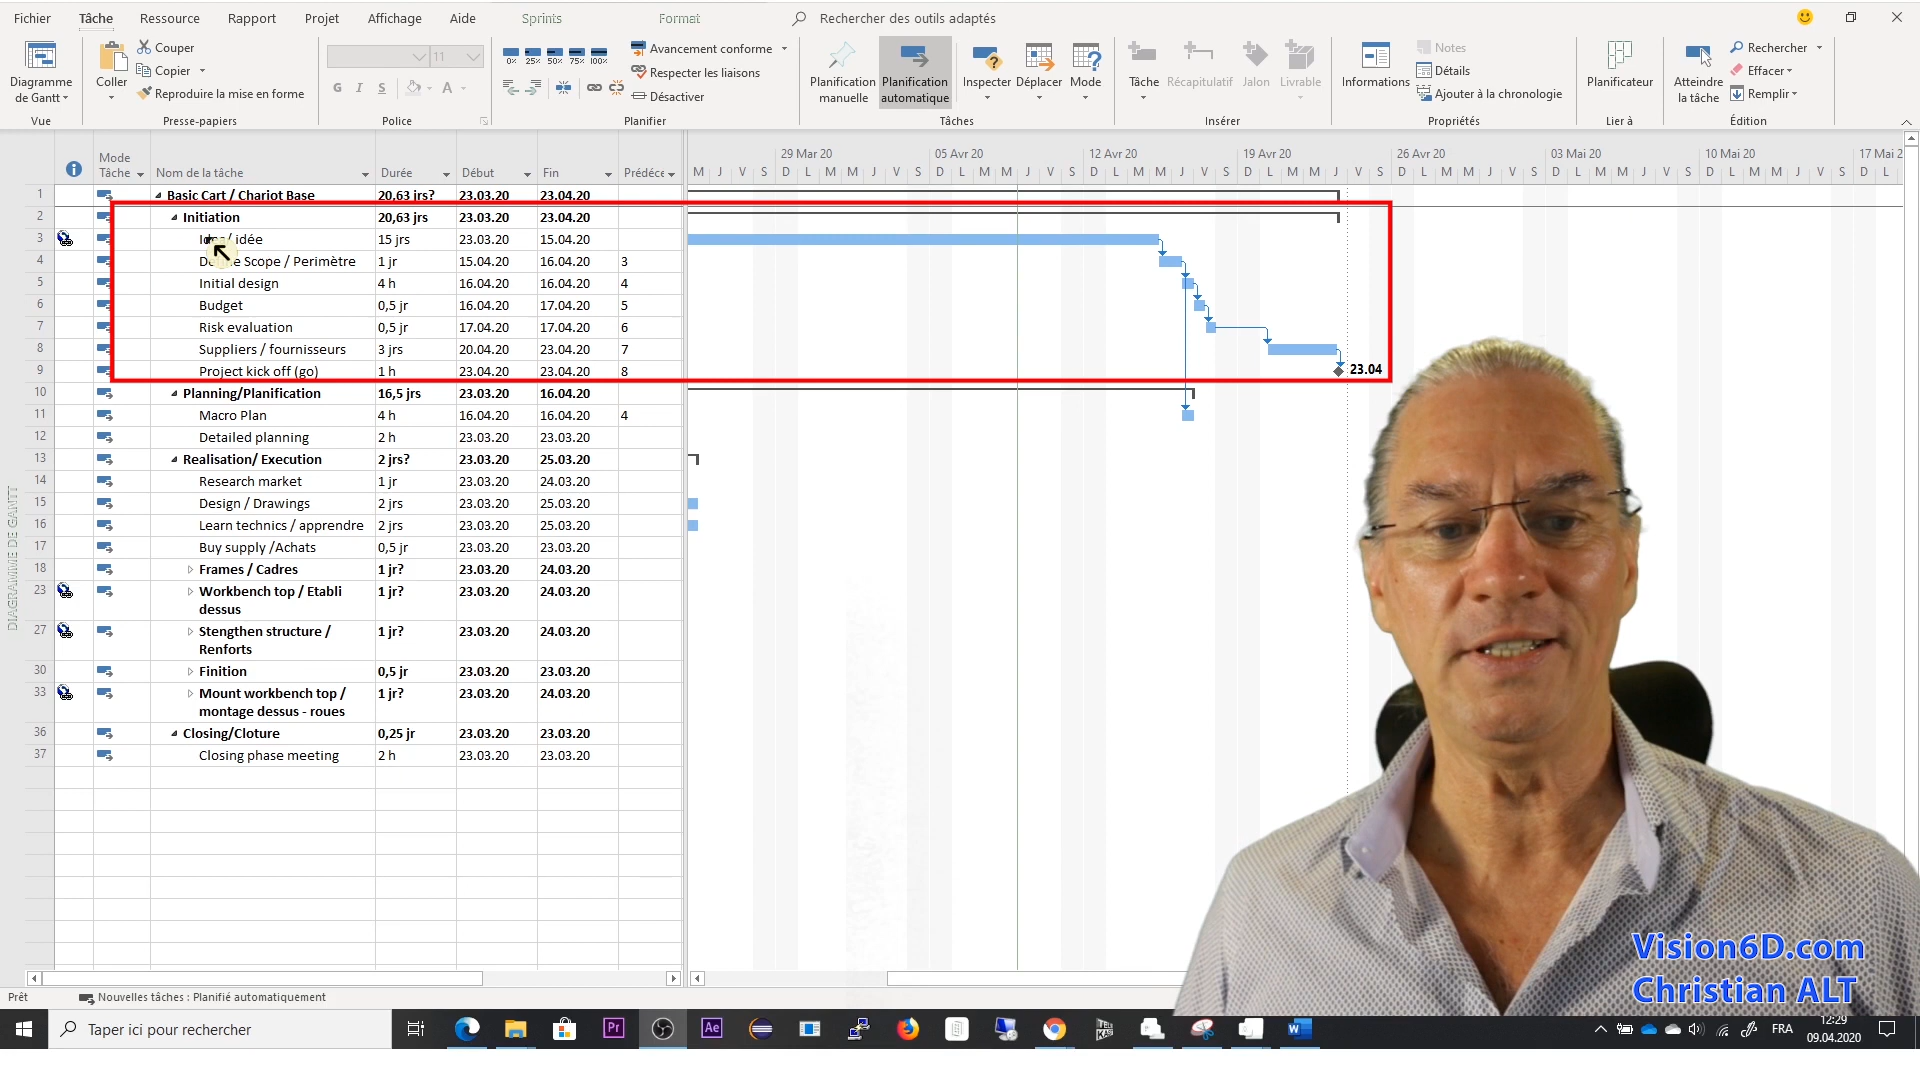 Fichier Tâche Ressource Rapport Projet Affichage Aide Sprints Format Rechercher des outils adaptés
Diagramme de Gantt
Vue
Coller
Couper
Copier
Reproduire la mise en forme
Presse-papiers
11
G I S A
Police
0% 25% 50% 75% 100%
Avancement conforme
Respecter les liaisons
Désactiver
Planifier
Planification manuelle
Planification automatique
Inspecter
Déplacer
Mode
Tâches
Tâche
Récapitulatif
Jalon
Livrable
Insérer
Informations
Notes
Détails
Ajouter à la chronologie
Propriétés
Planificateur
Lier à
Atteindre la tâche
Rechercher
Effacer
Remplir
Édition
Mode Tâche Nom de la tâche Durée Début Fin Prédéce
29 Mar 20 05 Avr 20 12 Avr 20 19 Avr 20 26 Avr 20 03 Mai 20 10 Mai 20 17 Mai 2
M J V S D L M M J V S D L M M J V S D L M M J V S D L M M J V S D L M M J V S D L M M J V S D L M M J V S D L
1 Basic Cart / Chariot Base 20,63 jrs? 23.03.20 23.04.20
2 Initiation 20,63 jrs 23.03.20 23.04.20
3 idée 15 jrs 23.03.20 15.04.20
4 Scope / Perimètre 1 jr 15.04.20 16.04.20 3
5 Initial design 4 h 16.04.20 16.04.20 4
6 Budget 0,5 jr 16.04.20 17.04.20 5
7 Risk evaluation 0,5 jr 17.04.20 17.04.20 6
8 Suppliers / fournisseurs 3 jrs 20.04.20 23.04.20 7
9 Project kick off (go) 1 h 23.04.20 23.04.20 8
23.04
10 Planning/Planification 16,5 jrs 23.03.20 16.04.20
11 Macro Plan 4 h 16.04.20 16.04.20 4
12 Detailed planning 2 h 23.03.20 23.03.20
13 Realisation/ Execution 2 jrs? 23.03.20 25.03.20
14 Research market 1 jr 23.03.20 24.03.20
15 Design / Drawings 2 jrs 23.03.20 25.03.20
16 Learn technics / apprendre 2 jrs 23.03.20 25.03.20
17 Buy supply /Achats 0,5 jr 23.03.20 23.03.20
18 Frames / Cadres 1 jr? 23.03.20 24.03.20
23 Workbench top / Etabli dessus 1 jr? 23.03.20 24.03.20
27 Stengthen structure / Renforts 1 jr? 23.03.20 24.03.20
30 Finition 0,5 jr 23.03.20 23.03.20
33 Mount workbench top / montage dessus - roues 1 jr? 23.03.20 24.03.20
36 Closing/Cloture 0,25 jr 23.03.20 23.03.20
37 Closing phase meeting 2 h 23.03.20 23.03.20
DIAGRAMME DE GANTT
Vision6D.com
Christian ALT
Prêt Nouvelles tâches : Planifié automatiquement
Taper ici pour rechercher
Pr
Ae
W
FRA
12:29
09.04.2020